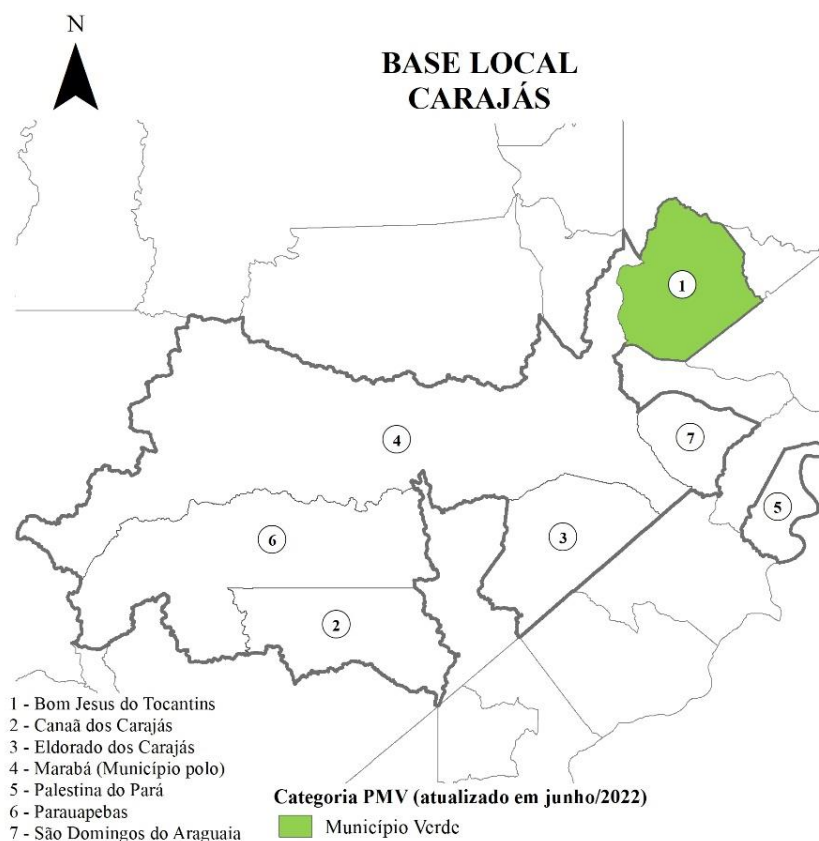 N
BASE LOCAL
CARAJÁS
1
7
4
5
6
3
2
1 - Bom Jesus do Tocantins
2 - Canaã dos Carajás
3 - Eldorado dos Carajás
4 - Marabá (Município polo)
5 - Palestina do Pará
6 - Parauapebas
7 - São Domingos do Araguaia
Categoria PMV (atualizado em junho/2022)
Município Verde